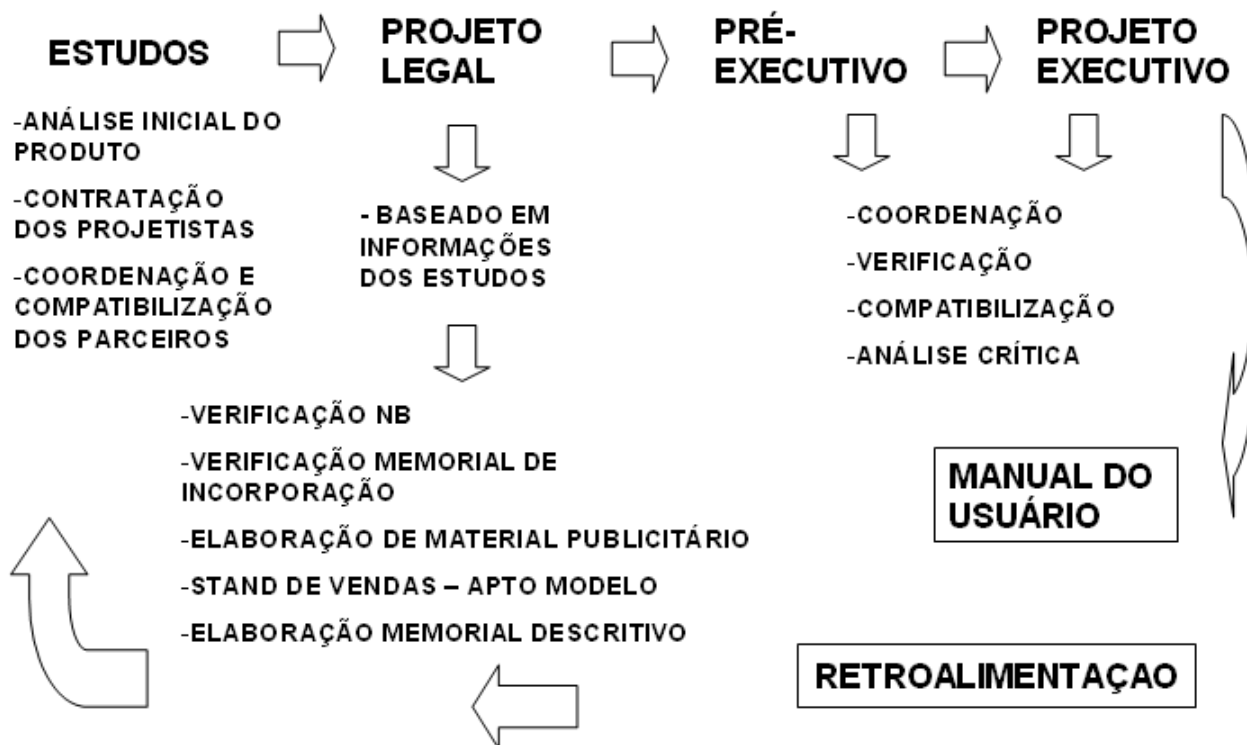 ESTUDOS
PROJETO
LEGAL
PRÉ-
EXECUTIVO
PROJETO
EXECUTIVO
-ANÁLISE INICIAL DO
PRODUTO
-CONTRATAÇÃO
DOS PROJETISTAS
-COORDENAÇÃO E
COMPATIBILIZAÇÃO
DOS PARCEIROS
- BASEADO EM
INFORMAÇÕES
DOS ESTUDOS
-COORDENAÇÃO
-VERIFICAÇÃO
-COMPATIBILIZAÇÃO
-ANÁLISE CRÍTICA
-VERIFICAÇÃO NB
-VERIFICAÇÃO MEMORIAL DE
INCORPORAÇÃO
-ELABORAÇÃO DE MATERIAL PUBLICITÁRIO
-STAND DE VENDAS – APTO MODELO
-ELABORAÇÃO MEMORIAL DESCRITIVO
MANUAL DO
USUÁRIO
RETROALIMENTAÇAO